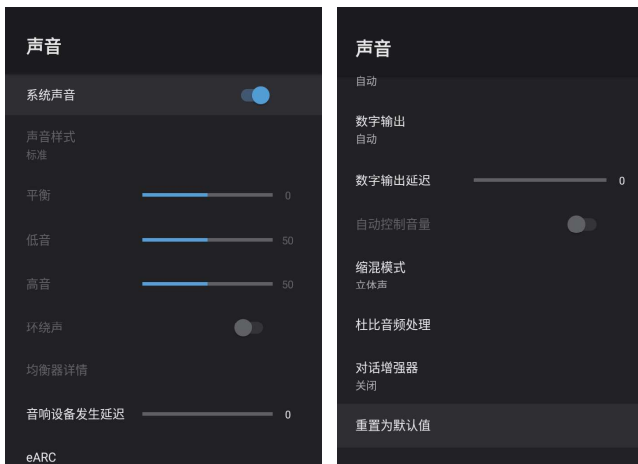 声音
系统声音
声音样式
标准
平衡 0
低音 50
高音 50
环绕声
均衡器详情
音响设备发生延迟 0
eARC
声音
自动
数字输出
自动
数字输出延迟 0
自动控制音量
缩混模式
立体声
杜比音频处理
对话增强器
关闭
重置为默认值